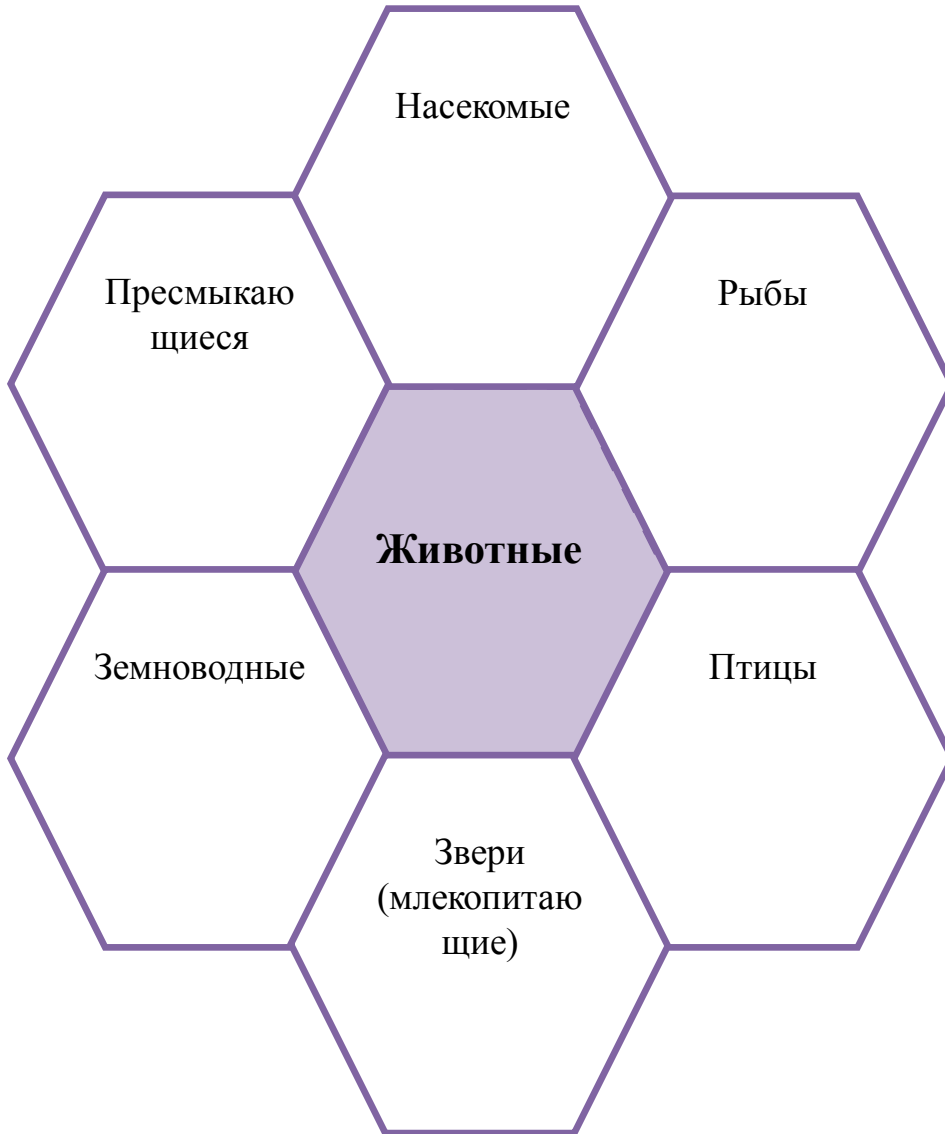 Насекомые
Пресмыкаю
щиеся
Рыбы
Животные
Земноводные
Птицы
Звери
(млекопитаю
щие)